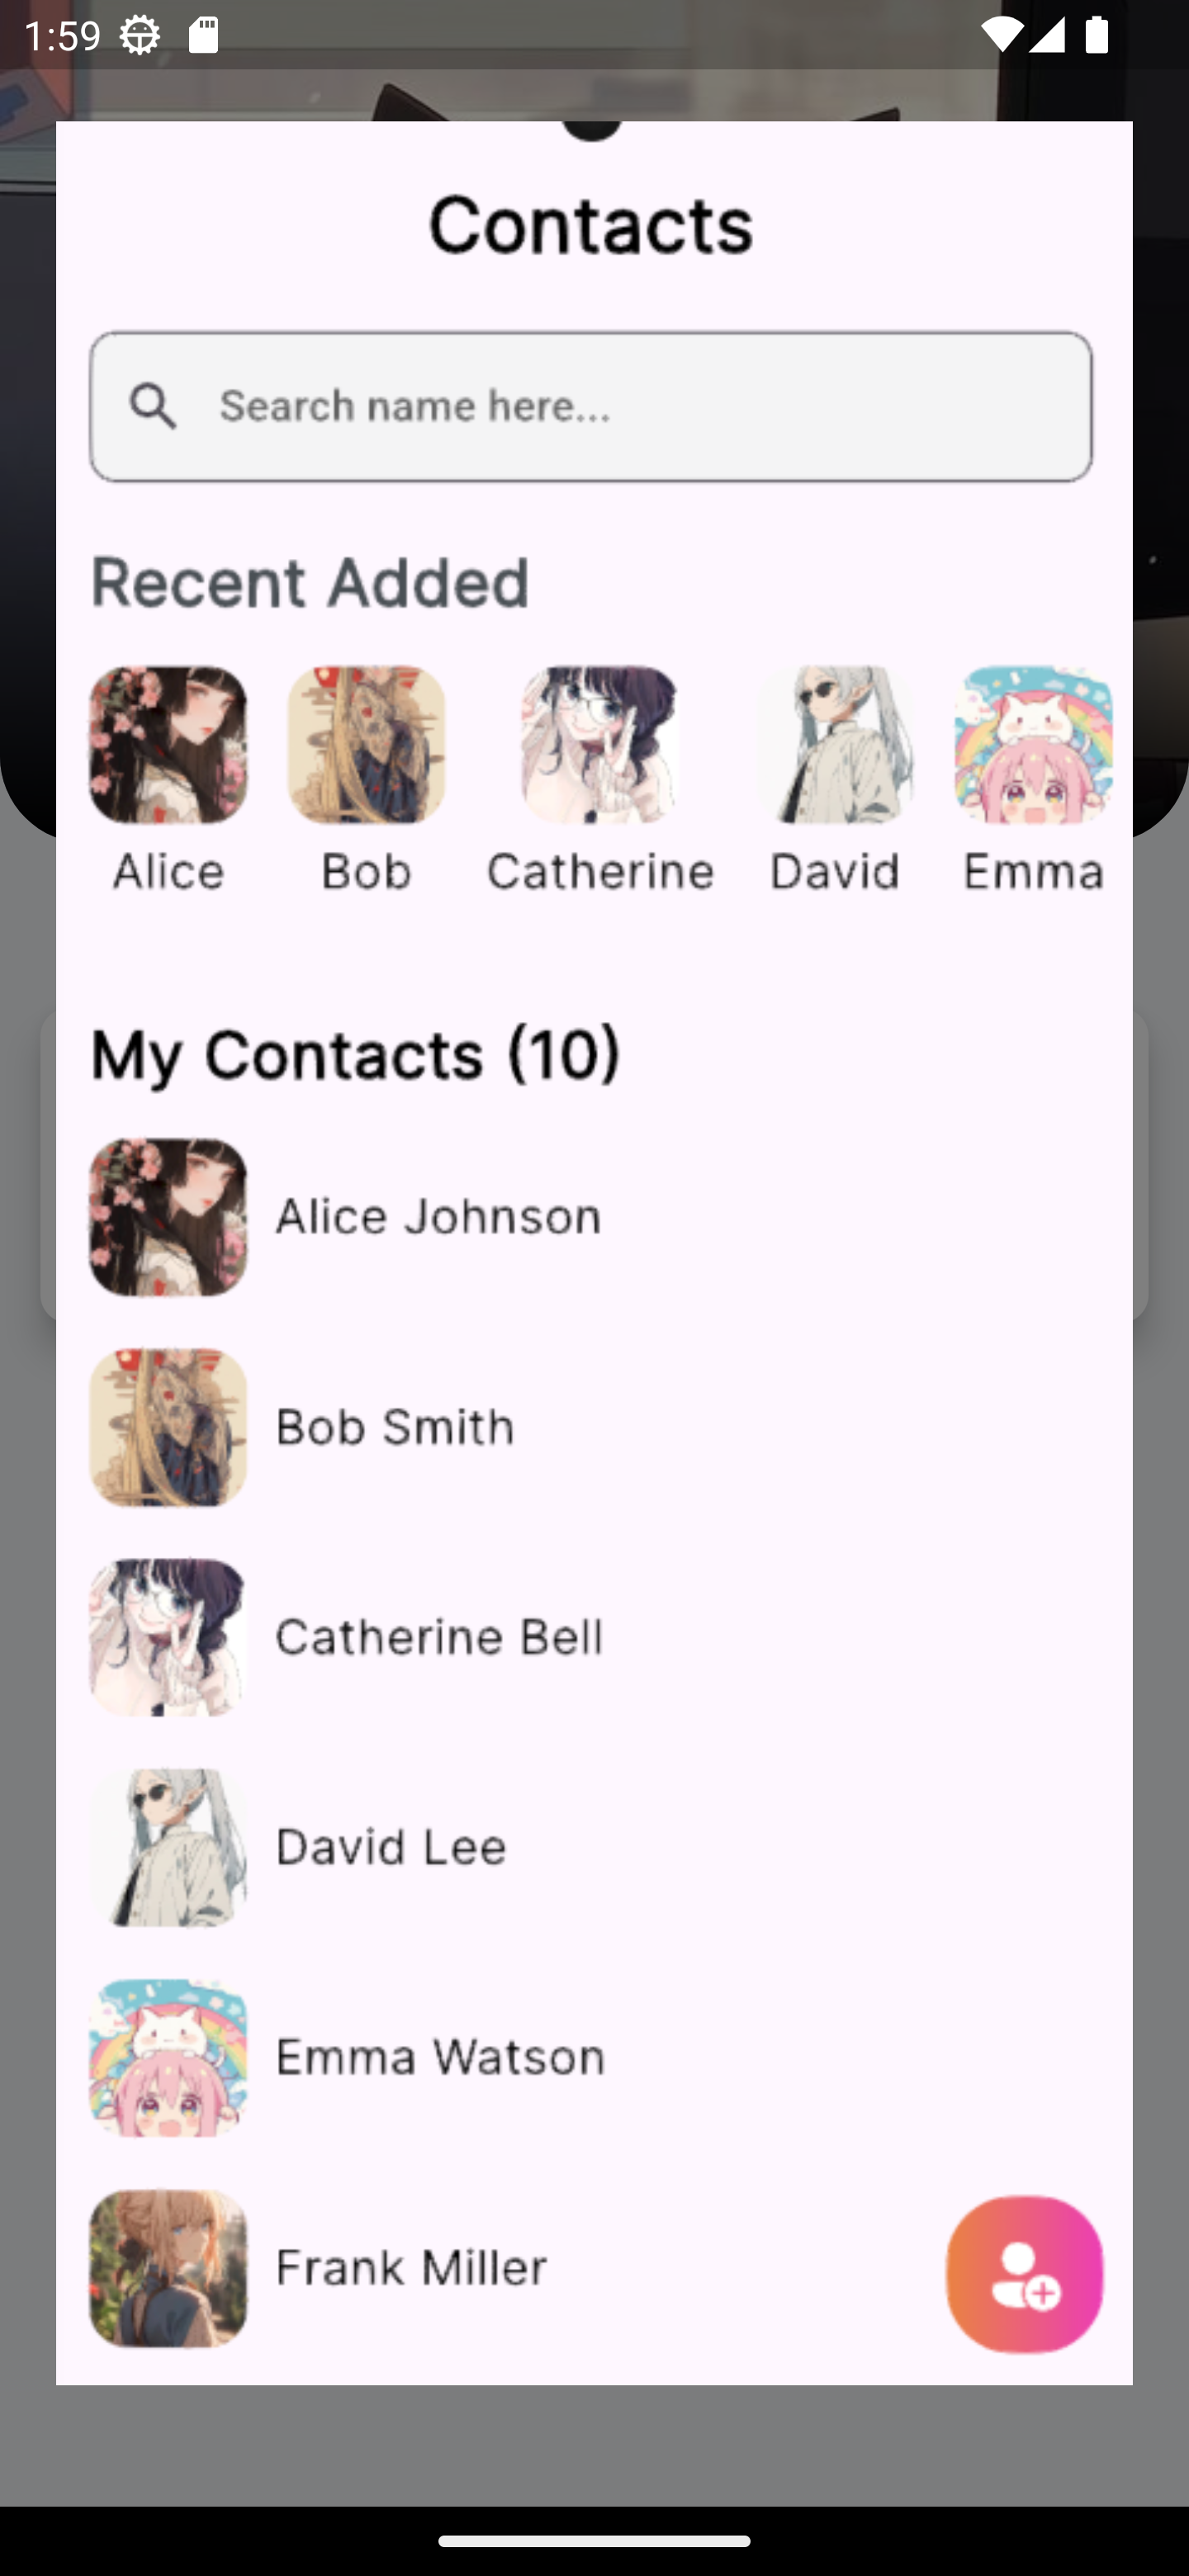 1:59
Contacts
Search name here...
Recent Added
Alice Bob Catherine David Emma
My Contacts (10)
Alice Johnson
Bob Smith
Catherine Bell
David Lee
Emma Watson
Frank Miller